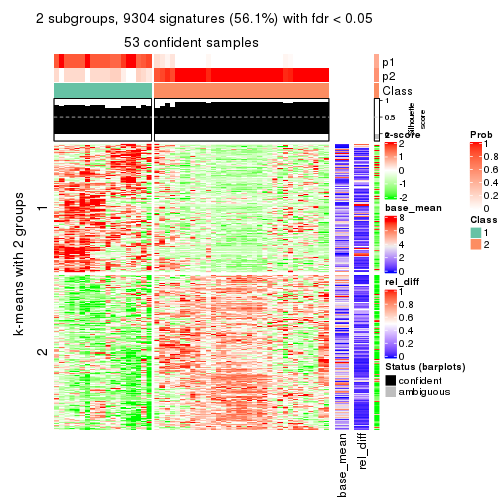 2 subgroups, 9304 signatures (56.1%) with fdr < 0.05
53 confident samples
p1
p2
Class
1
0.5
0
Silhouette
score
k-means with 2 groups
1
2
base_mean
rel_diff
z-score
2
1
0
-1
-2
base_mean
8
6
4
2
0
rel_diff
1
0.8
0.6
0.4
0.2
0
Status (barplots)
confident
ambiguous
Prob
1
0.8
0.6
0.4
0.2
0
Class
1
2